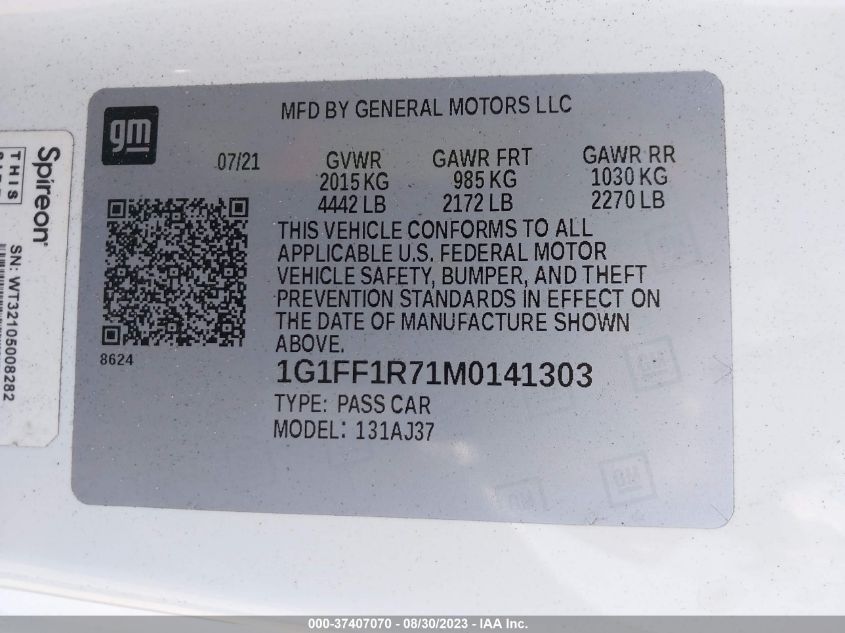 gm
MFD BY GENERAL MOTORS LLC
07/21 GVWR GAWR FRT GAWR RR
2015 KG 985 KG 1030 KG
4442 LB 2172 LB 2270 LB
THIS VEHICLE CONFORMS TO ALL
APPLICABLE U.S. FEDERAL MOTOR
VEHICLE SAFETY, BUMPER, AND THEFT
PREVENTION STANDARDS IN EFFECT ON
THE DATE OF MANUFACTURE SHOWN
ABOVE.
8624
1G1FF1R71M0141303
TYPE: PASS CAR
MODEL: 131AJ37
Spireon
THIS
SN: WT32105008282
000-37407070 - 08/30/2023 - IAA Inc.